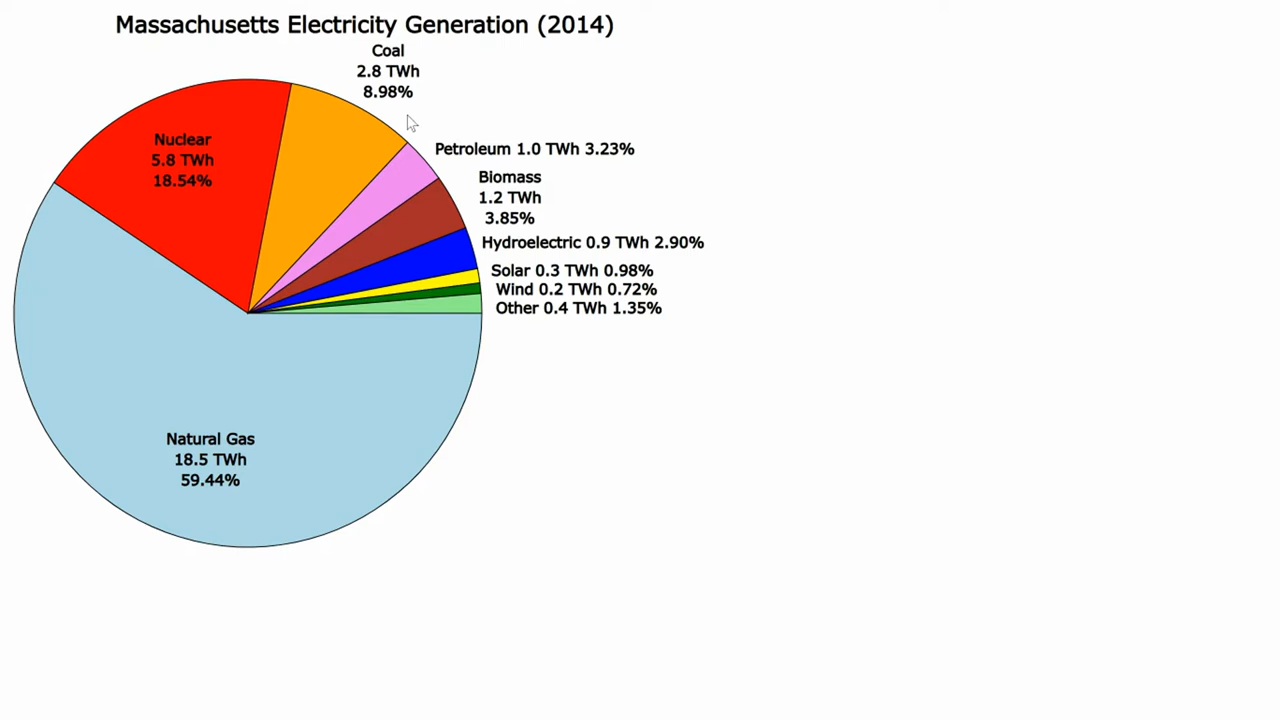 Massachusetts Electricity Generation (2014)
Coal
2.8 TWh
8.98%
Nuclear
5.8 TWh
18.54%
Petroleum 1.0 TWh 3.23%
Biomass
1.2 TWh
3.85%
Hydroelectric 0.9 TWh 2.90%
Solar 0.3 TWh 0.98%
Wind 0.2 TWh 0.72%
Other 0.4 TWh 1.35%
Natural Gas
18.5 TWh
59.44%